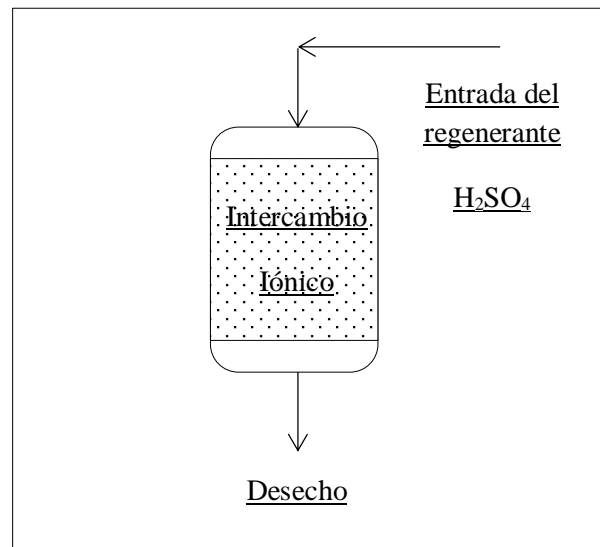 Entrada del
regenerante
H₂SO₄
Intercambio
Iónico
Desecho